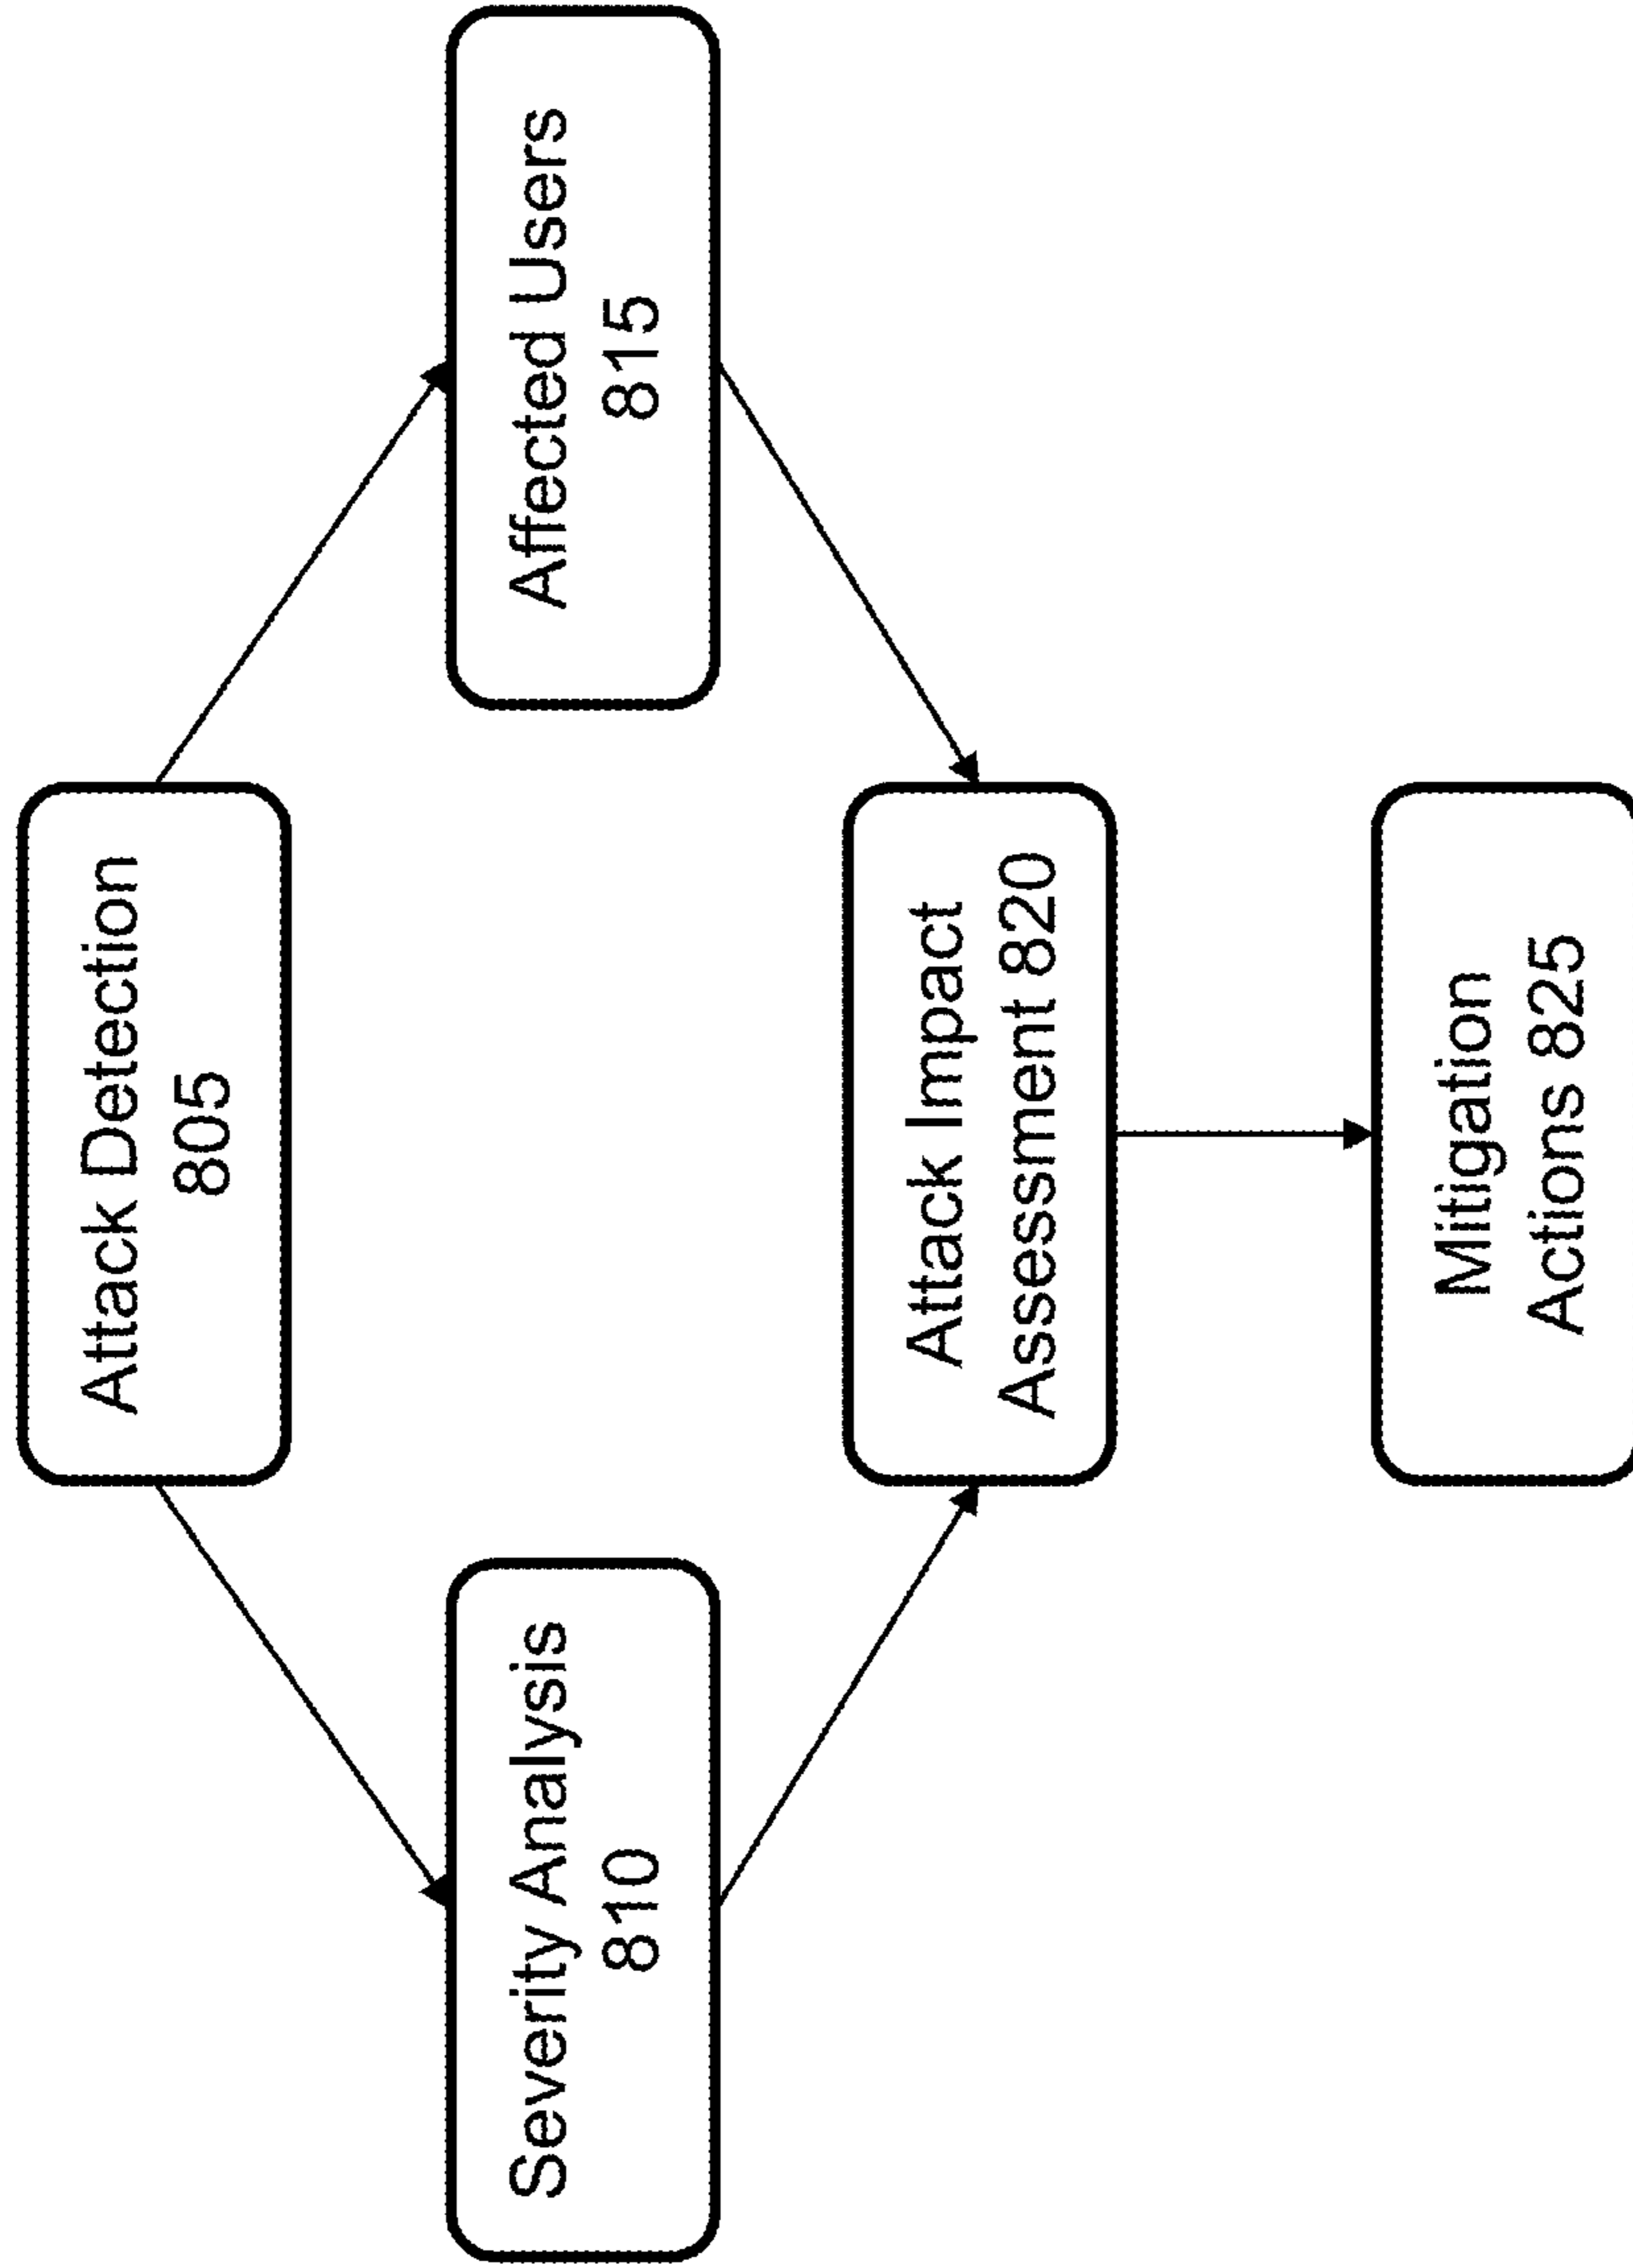 Attack Detection
805
Severity Analysis
810
Affected Users
815
Attack Impact
Assessment 820
Mitigation
Actions 825